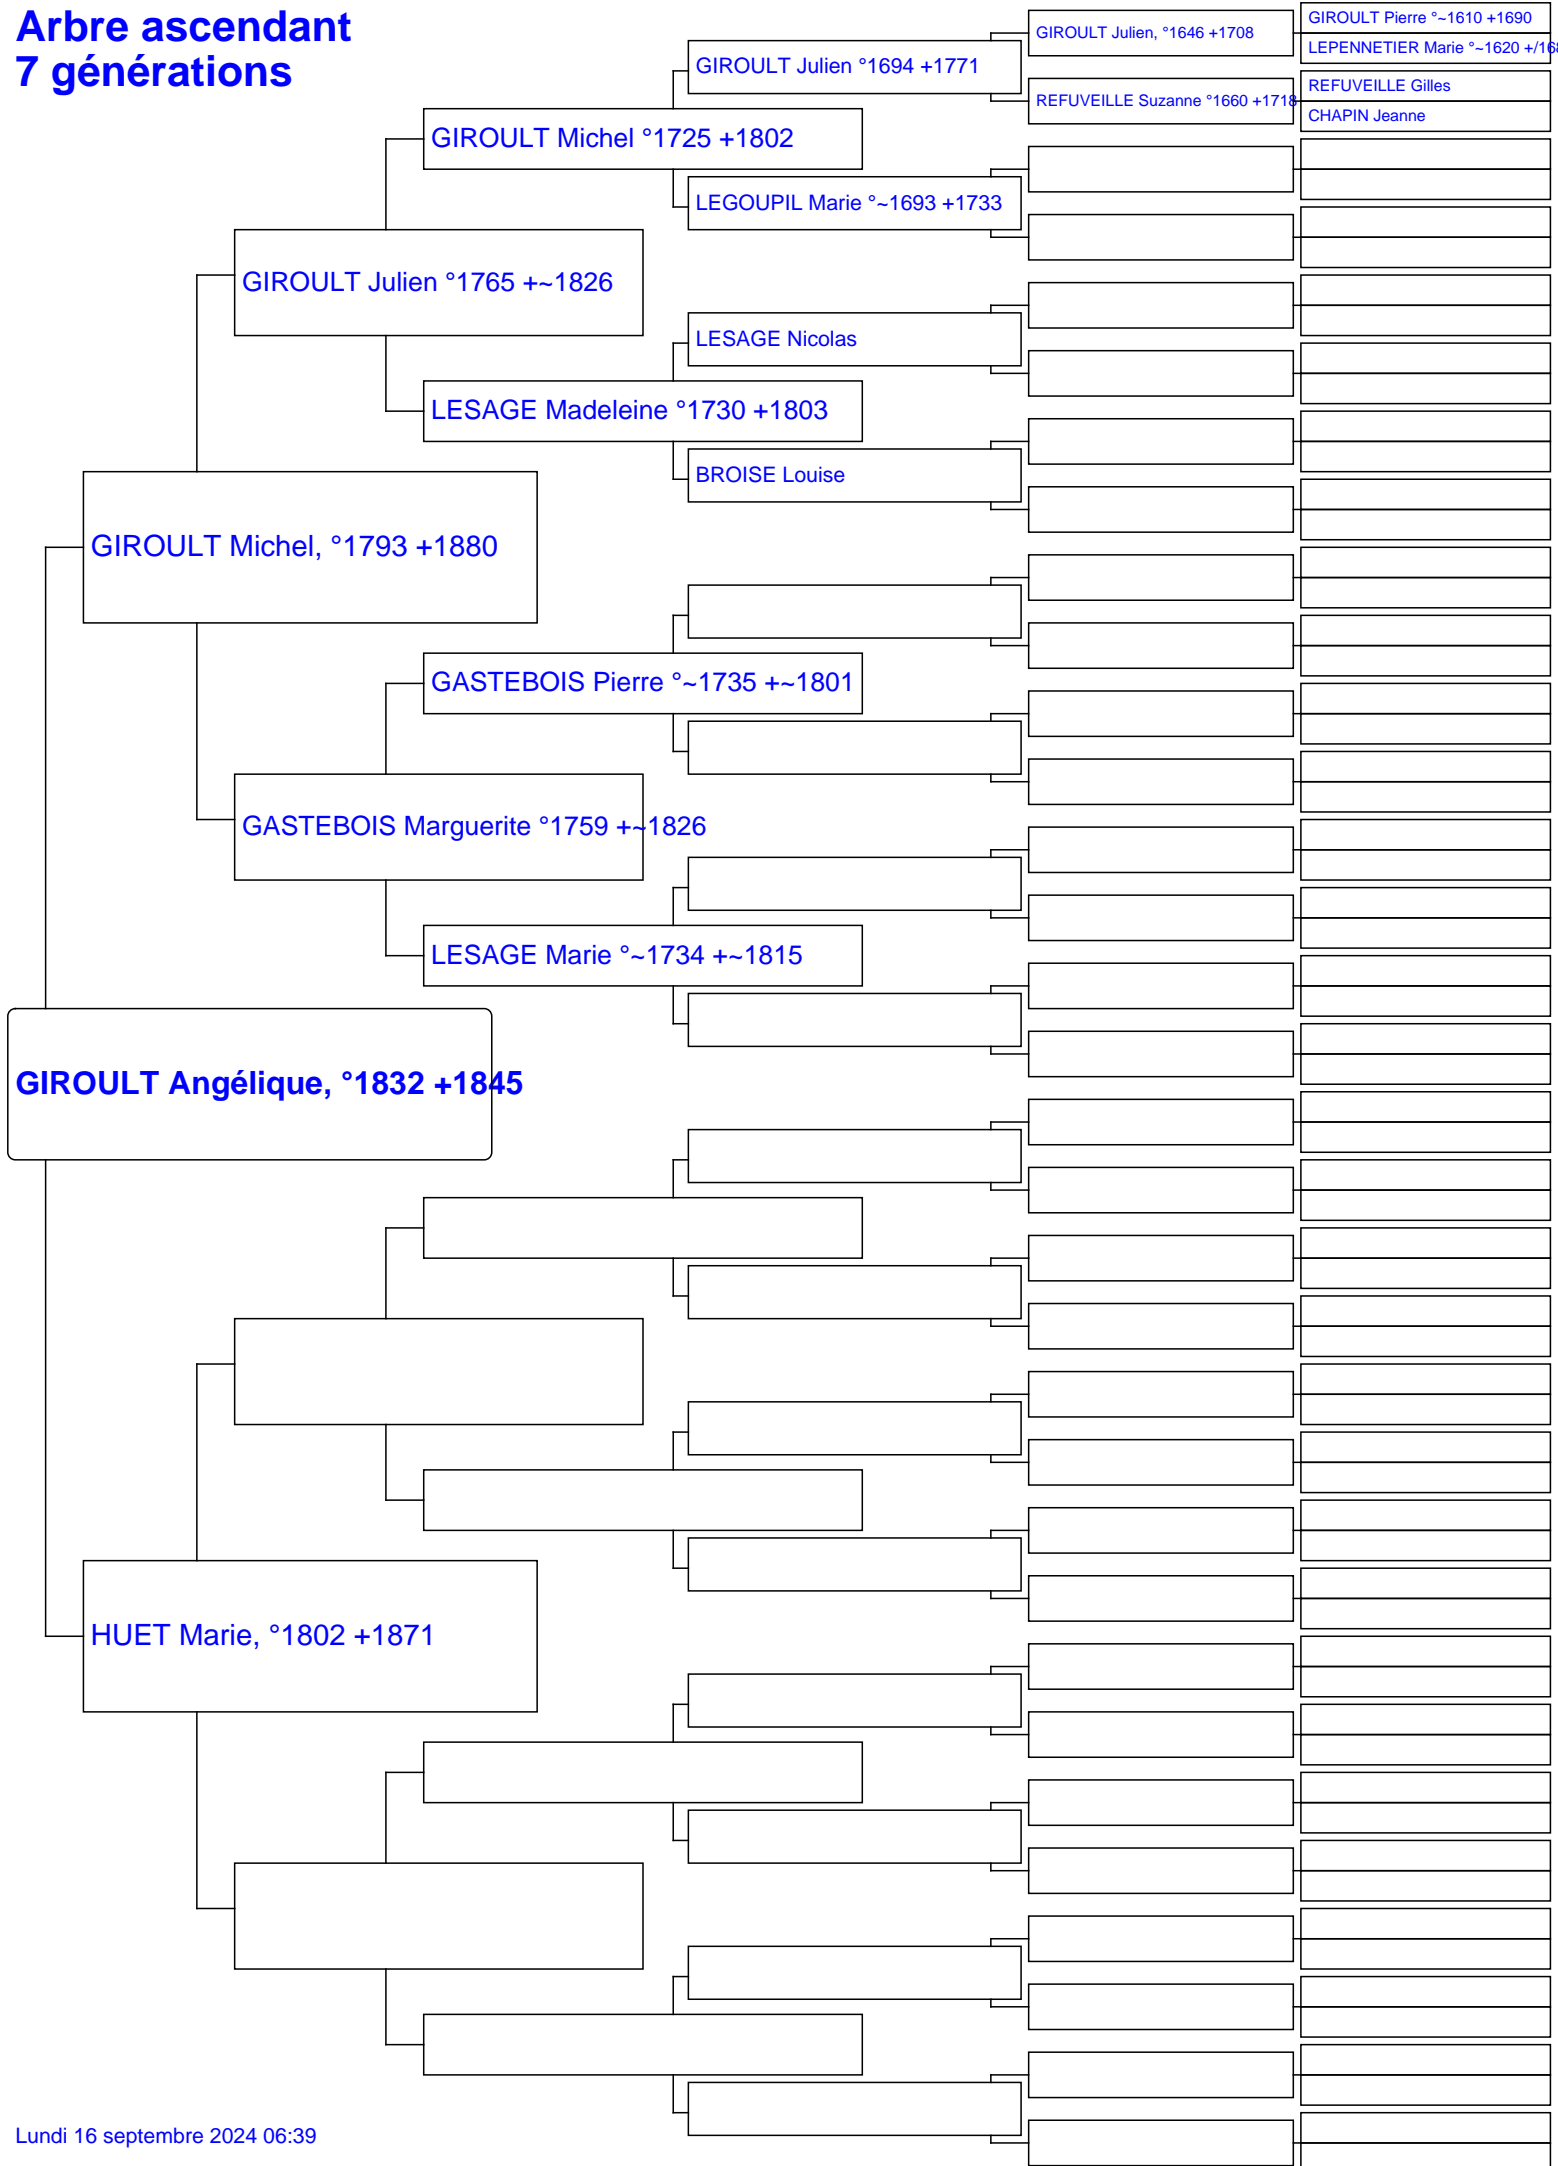 Arbre ascendant
7 générations
GIROULT Julien, °1646 +1708
GIROULT Pierre °~1610 +1690
LEPENNETIER Marie °~1620 +/16
GIROULT Julien °1694 +1771
REFUVEILLE Suzanne °1660 +1718
REFUVEILLE Gilles
CHAPIN Jeanne
GIROULT Michel °1725 +1802
LEGOUPIL Marie °~1693 +1733
GIROULT Julien °1765 +~1826
LESAGE Nicolas
LESAGE Madeleine °1730 +1803
BROISE Louise
GIROULT Michel, °1793 +1880
GASTEBOIS Pierre °~1735 +~1801
GASTEBOIS Marguerite °1759 +~1826
LESAGE Marie °~1734 +~1815
GIROULT Angélique, °1832 +1845
HUET Marie, °1802 +1871
Lundi 16 septembre 2024 06:39